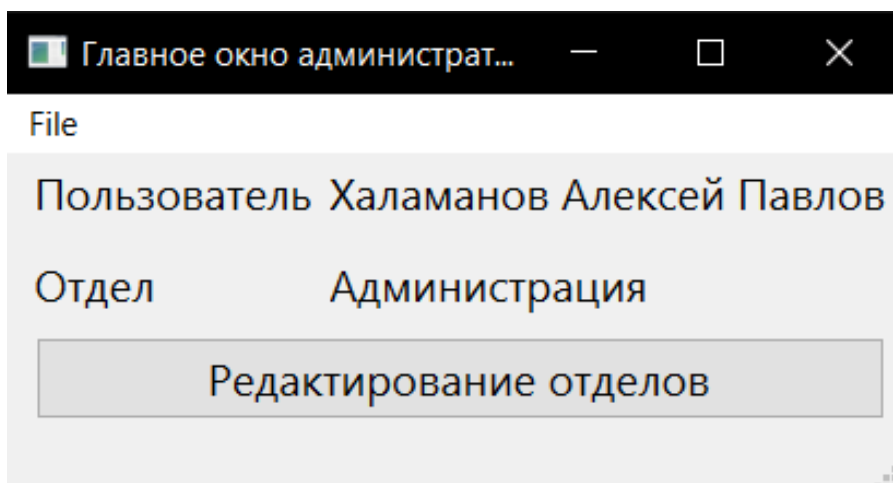 Главное окно администрат...
File
Пользователь Халаманов Алексей Павлов
Отдел Администрация
Редактирование отделов